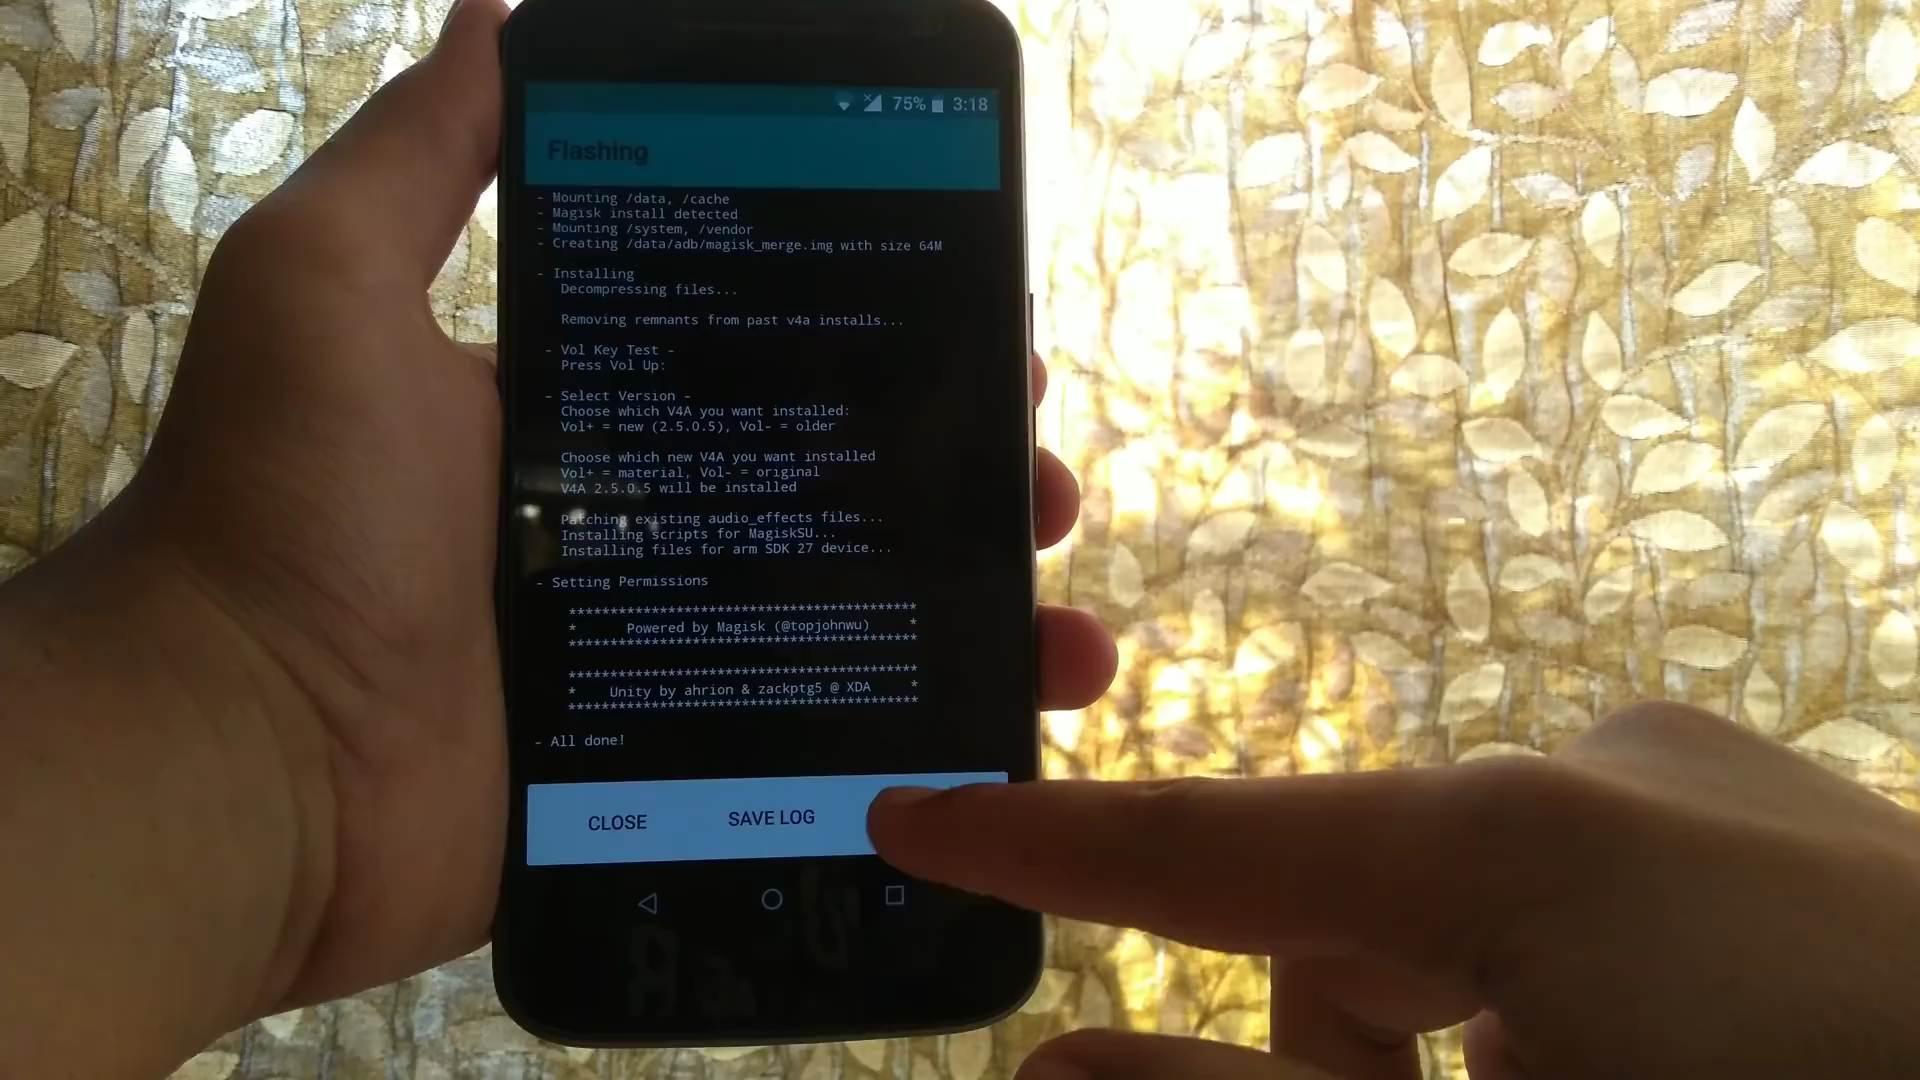 75% 3:18
Flashing
- Mounting /data, /cache
- Magisk install detected
- Mounting /system, /vendor
- Creating /data/adb/magisk_merge.img with size 64M
- Installing
Decompressing files...
Removing remnants from past v4a installs...
- Vol Key Test -
Press Vol Up:
- Select Version -
Choose which V4A you want installed:
Vol+ = new (2.5.0.5), Vol- = older
Choose which new V4A you want installed
Vol+ = material, Vol- = original
V4A 2.5.0.5 will be installed
Patching existing audio_effects files...
Installing scripts for MagiskSU...
Installing files for arm SDK 27 device...
- Setting Permissions
******************************************
* Powered by Magisk (@topjohnwu) *
******************************************
******************************************
* Unity by ahrion & zackptg5 @ XDA *
******************************************
- All done!
CLOSE SAVE LOG